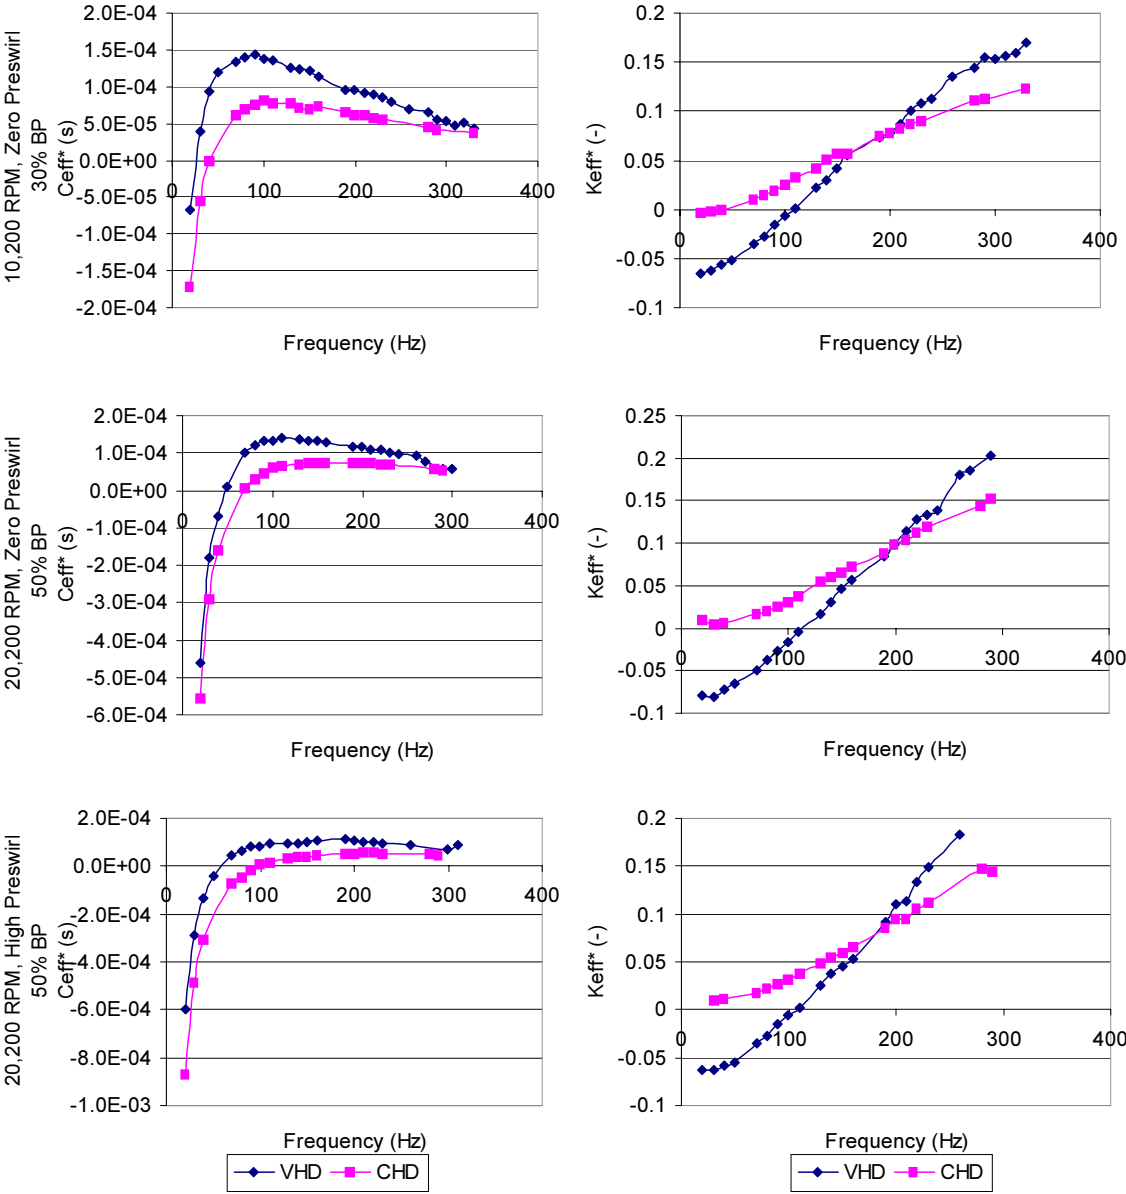 10,200 RPM, Zero Preswirl
30% BP
Ceff* (s)
2.0E-04
1.5E-04
1.0E-04
5.0E-05
0.0E+00
-5.0E-05
-1.0E-04
-1.5E-04
-2.0E-04
0 100 200 300 400
Frequency (Hz)
Keff* (-)
0.2
0.15
0.1
0.05
0
-0.05
-0.1
0 100 200 300 400
Frequency (Hz)
20,200 RPM, Zero Preswirl
50% BP
Ceff* (s)
2.0E-04
1.0E-04
0.0E+00
-1.0E-04
-2.0E-04
-3.0E-04
-4.0E-04
-5.0E-04
-6.0E-04
0 100 200 300 400
Frequency (Hz)
Keff* (-)
0.25
0.2
0.15
0.1
0.05
0
-0.05
-0.1
0 100 200 300 400
Frequency (Hz)
20,200 RPM, High Preswirl
50% BP
Ceff* (s)
2.0E-04
0.0E+00
-2.0E-04
-4.0E-04
-6.0E-04
-8.0E-04
-1.0E-03
0 100 200 300 400
Frequency (Hz)
VHD CHD
Keff* (-)
0.2
0.15
0.1
0.05
0
-0.05
-0.1
0 100 200 300 400
Frequency (Hz)
VHD CHD